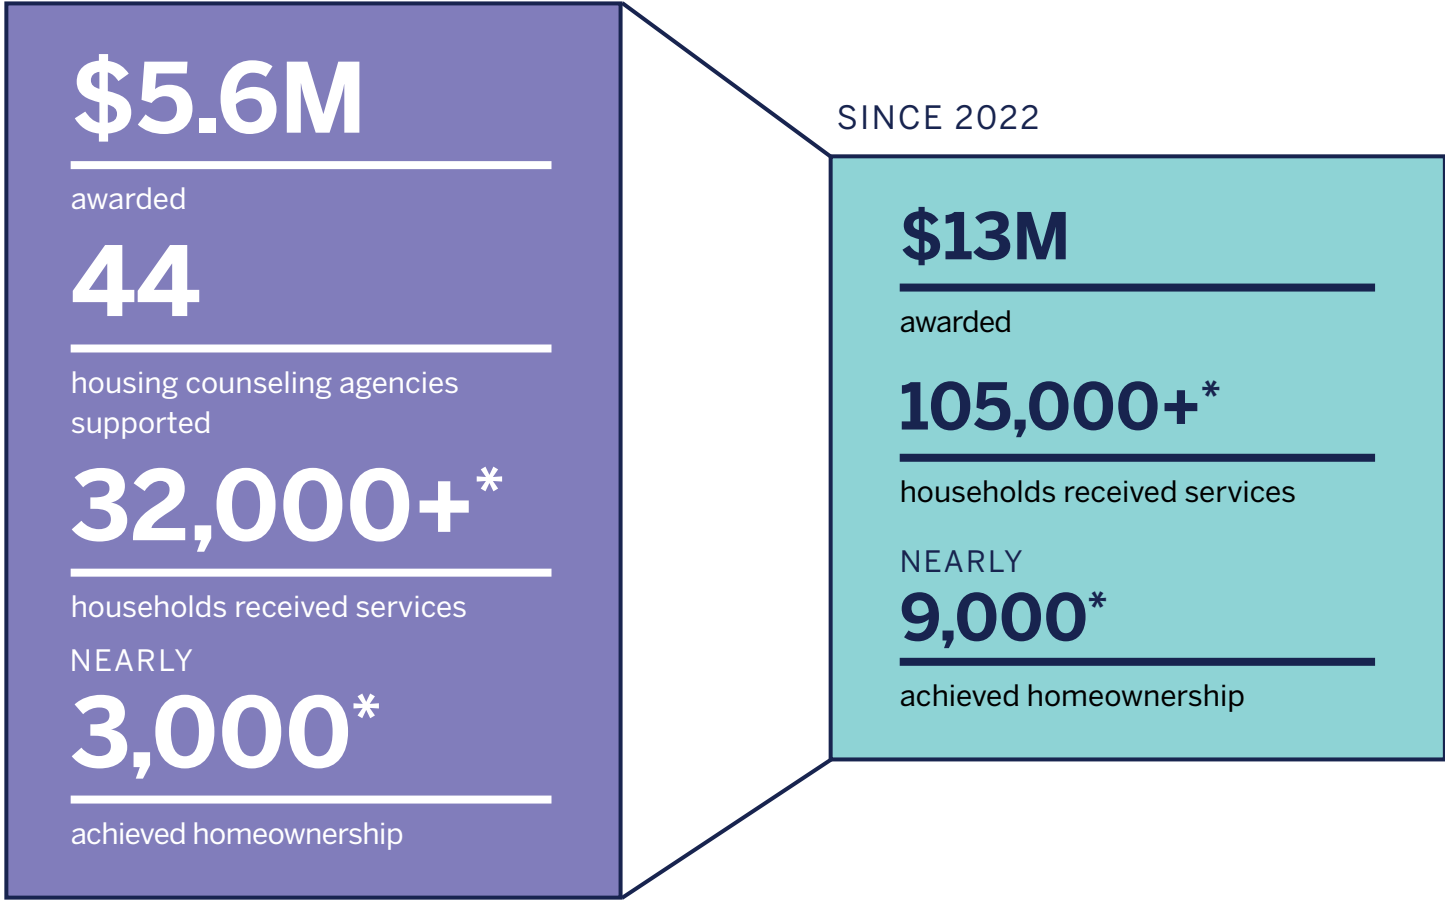 $5.6M
awarded
44
housing counseling agencies
supported
32,000+*
households received services
NEARLY
3,000*
achieved homeownership
SINCE 2022
$13M
awarded
105,000+*
households received services
NEARLY
9,000*
achieved homeownership